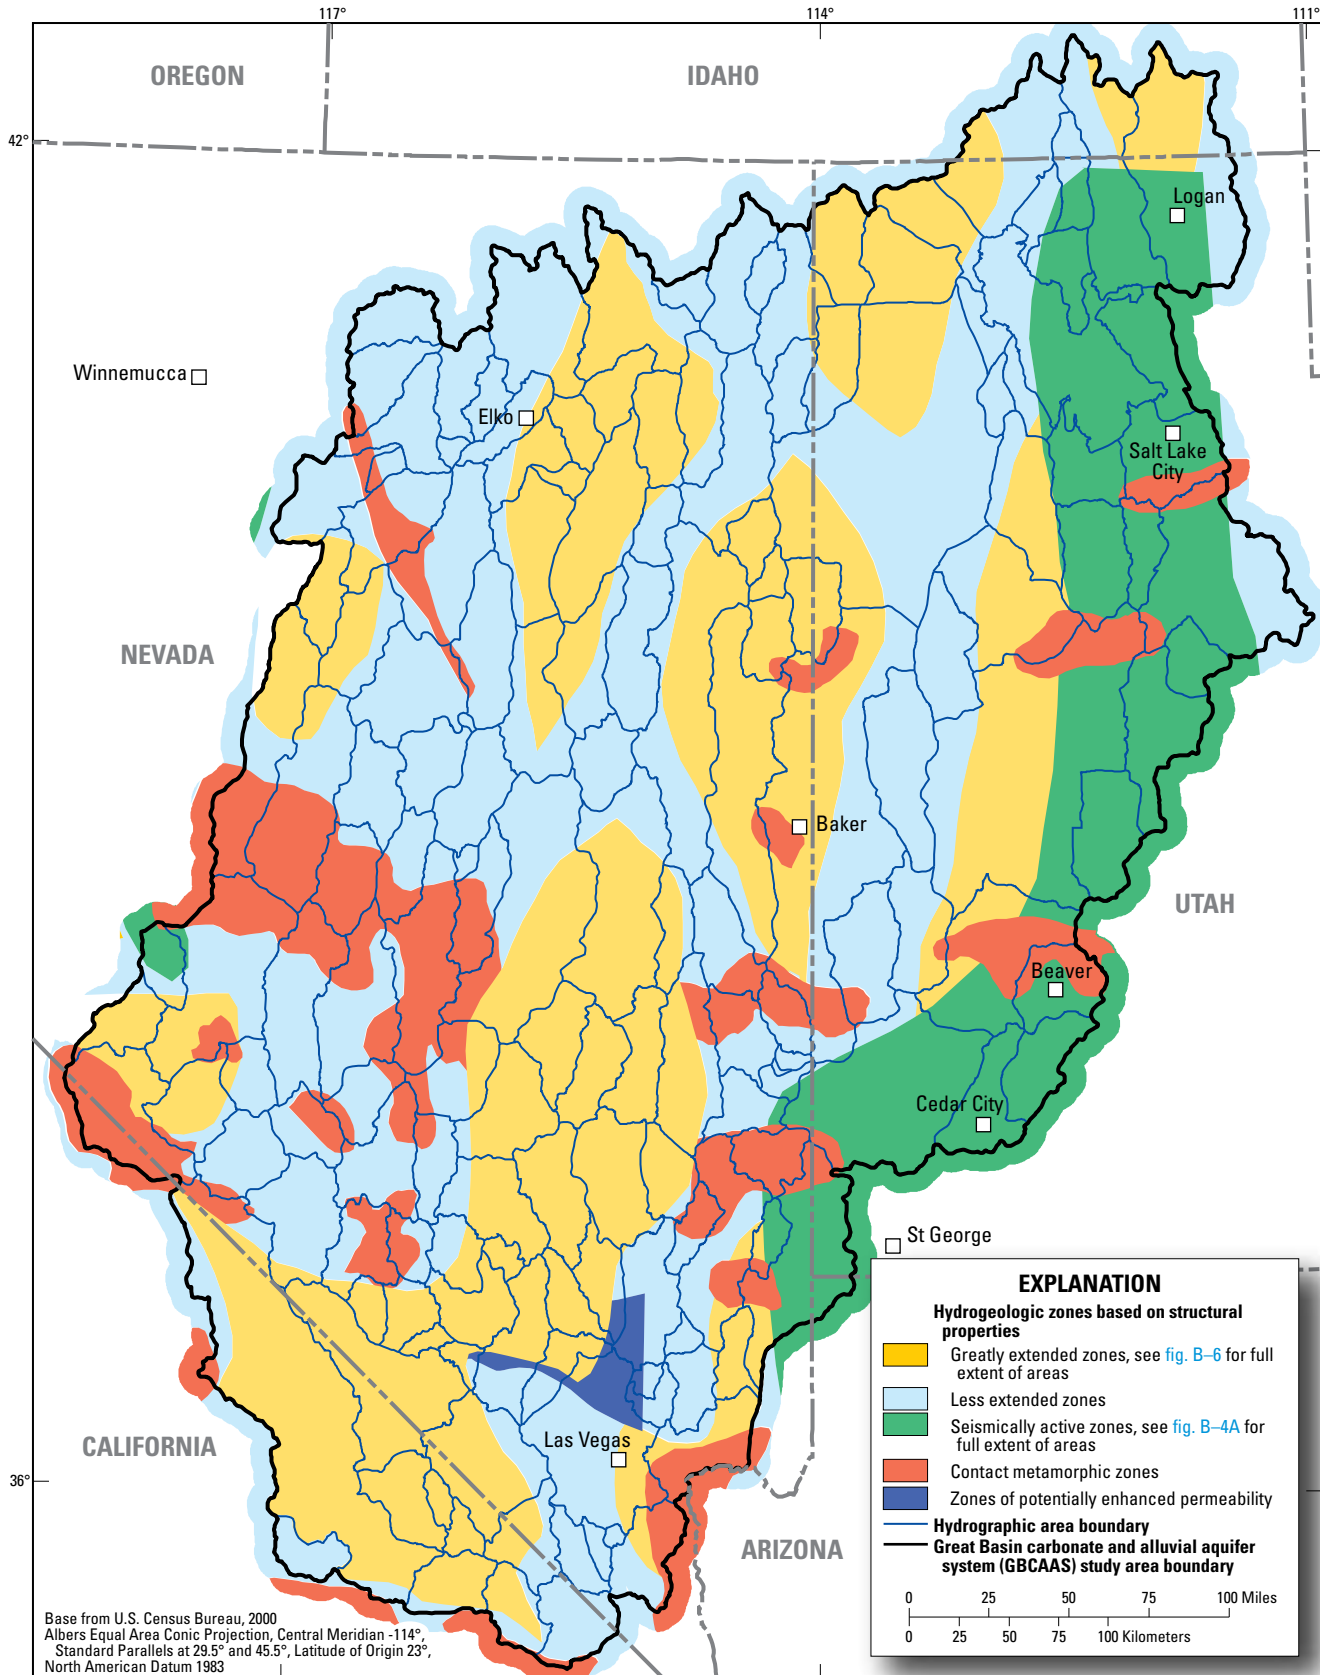 117°
114°
111°
OREGON
IDAHO
42°
Logan
Winnemucca
Elko
Salt Lake
City
NEVADA
Baker
UTAH
Beaver
Cedar City
St George
CALIFORNIA
Las Vegas
36°
ARIZONA
EXPLANATION
Hydrogeologic zones based on structural
properties
Greatly extended zones, see fig. B–6 for full
extent of areas
Less extended zones
Seismically active zones, see fig. B–4A for
full extent of areas
Contact metamorphic zones
Zones of potentially enhanced permeability
Hydrographic area boundary
Great Basin carbonate and alluvial aquifer
system (GBCAAS) study area boundary
0 25 50 75 100 Miles
0 25 50 75 100 Kilometers
Base from U.S. Census Bureau, 2000
Albers Equal Area Conic Projection, Central Meridian -114°,
Standard Parallels at 29.5° and 45.5°, Latitude of Origin 23°,
North American Datum 1983